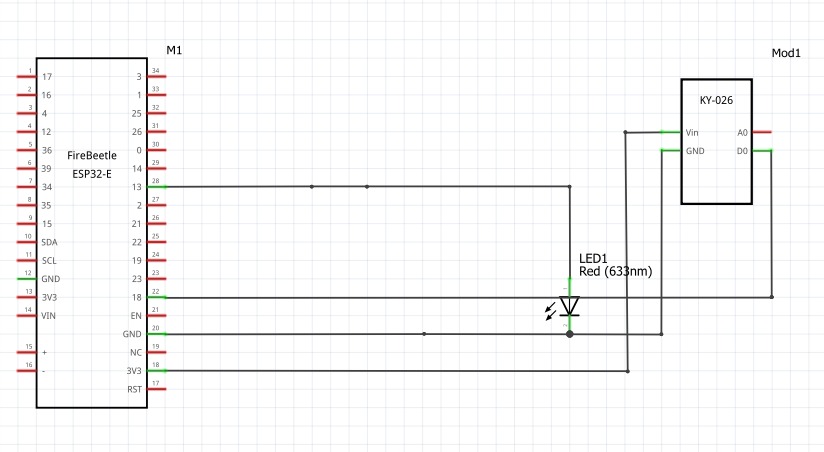 M1
Mod1
1
17
3
34
2
16
1
33
3
4
25
32
4
12
26
31
5
36
0
30
6
39
14
29
7
34
13
28
8
35
2
27
9
15
21
26
10
SDA
22
25
11
SCL
19
24
12
GND
23
23
13
3V3
18
22
14
VIN
EN
21
GND
20
15
+
NC
19
16
-
3V3
18
RST
17
FireBeetle
ESP32-E
KY-026
Vin
A0
GND
D0
LED1
Red (633nm)